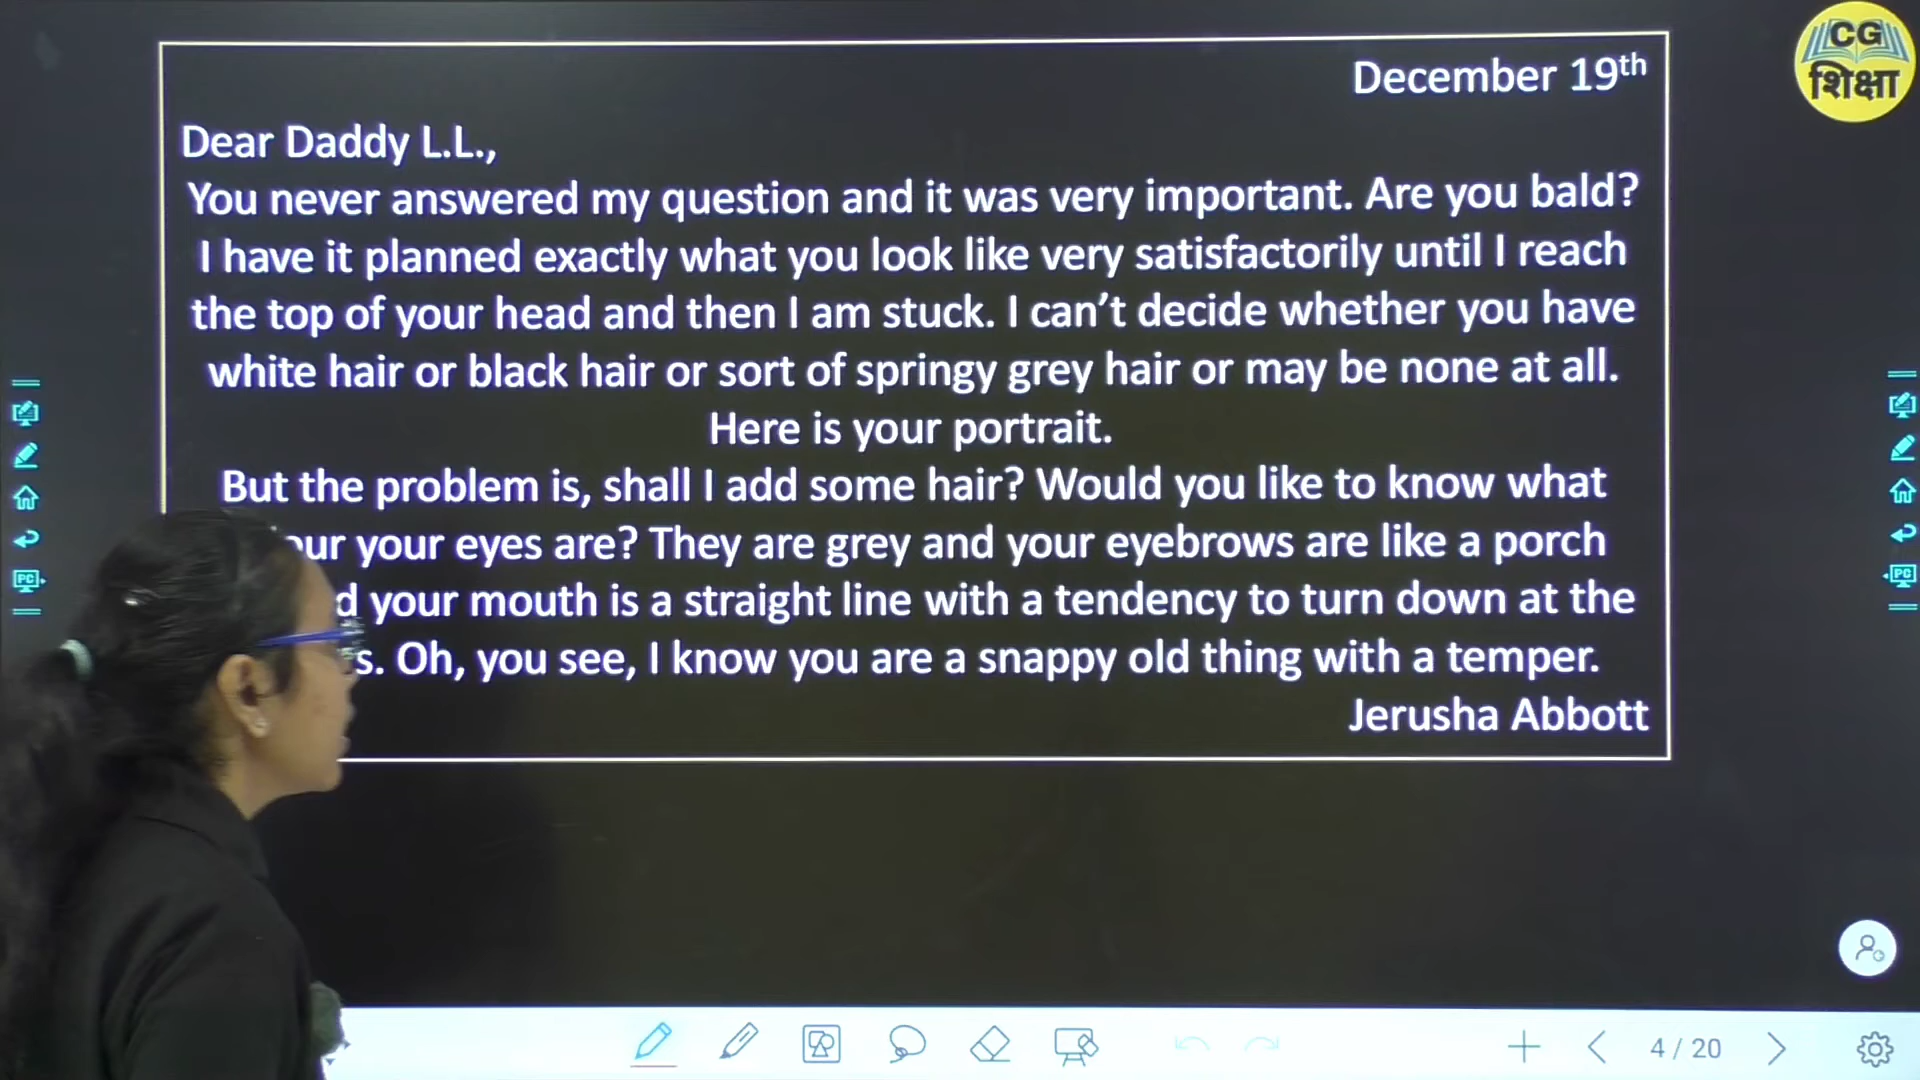 CG
शिक्षा
December 19th
Dear Daddy L.L.,
You never answered my question and it was very important. Are you bald?
I have it planned exactly what you look like very satisfactorily until I reach
the top of your head and then I am stuck. I can’t decide whether you have
white hair or black hair or sort of springy grey hair or may be none at all.
Here is your portrait.
But the problem is, shall I add some hair? Would you like to know what
your eyes are? They are grey and your eyebrows are like a porch
your mouth is a straight line with a tendency to turn down at the
Oh, you see, I know you are a snappy old thing with a temper.
Jerusha Abbott
PC
PC
4 / 20